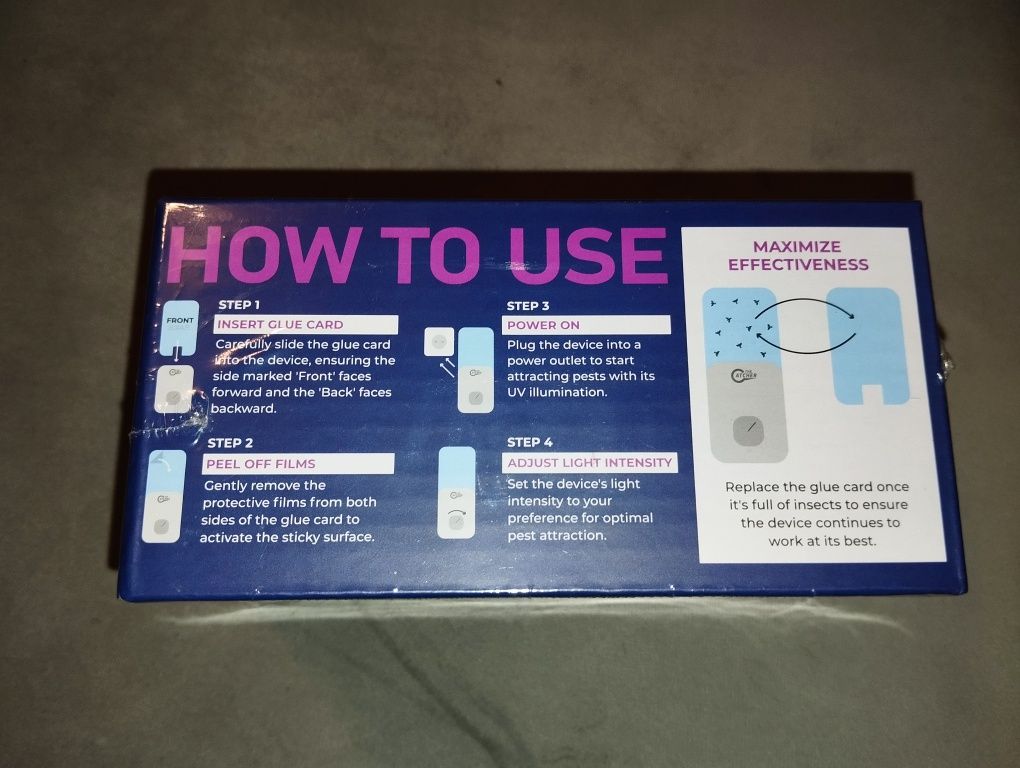 HOW TO USE
STEP 1
INSERT GLUE CARD
Carefully slide the glue card
into the device, ensuring the
side marked 'Front' faces
forward and the 'Back' faces
backward.
FRONT
STEP 2
PEEL OFF FILMS
Gently remove the
protective films from both
sides of the glue card to
activate the sticky surface.
STEP 3
POWER ON
Plug the device into a
power outlet to start
attracting pests with its
UV illumination.
STEP 4
ADJUST LIGHT INTENSITY
Set the device's light
intensity to your
preference for optimal
pest attraction.
MAXIMIZE
EFFECTIVENESS
THE
CATCHER
Replace the glue card once
it's full of insects to ensure
the device continues to
work at its best.